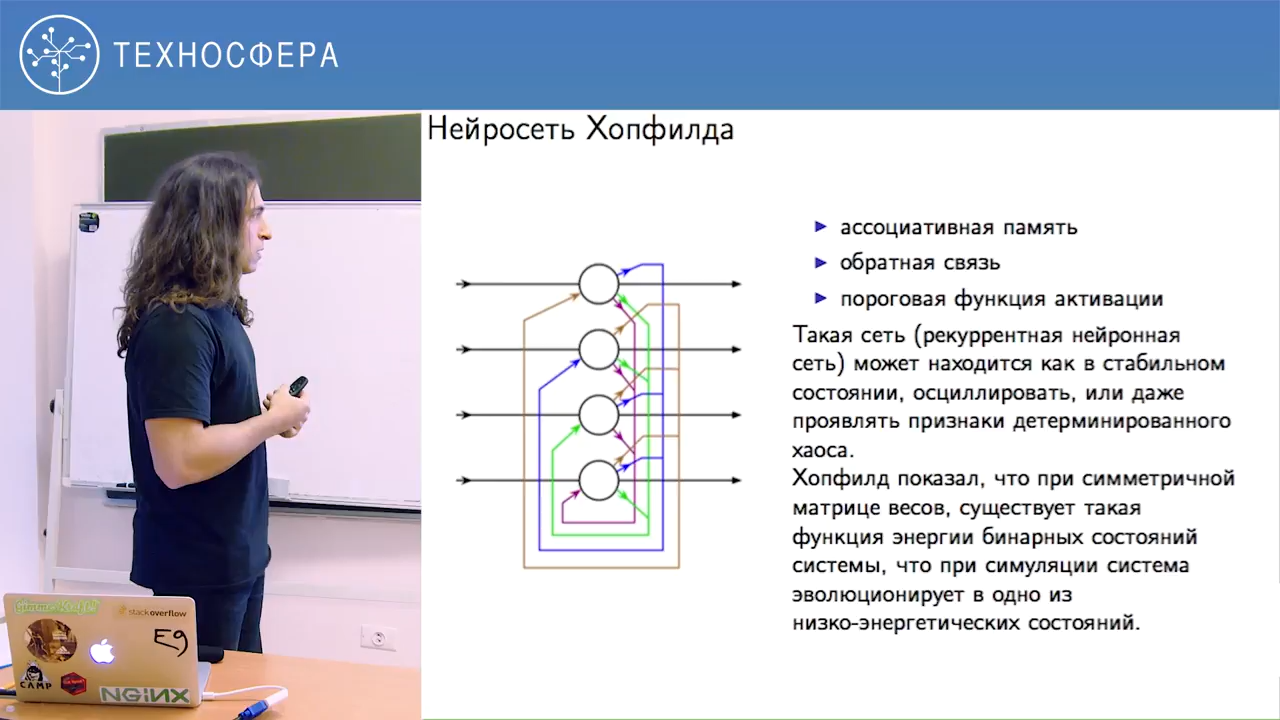 ТЕХНОСФЕРА
Нейросеть Хопфилда
ассоциативная память
обратная связь
пороговая функция активации
Такая сеть (рекуррентная нейронная
сеть) может находится как в стабильном
состоянии, осциллировать, или даже
проявлять признаки детерминированного
хаоса.
Хопфилд показал, что при симметричной
матрице весов, существует такая
функция энергии бинарных состояний
системы, что при симуляции система
эволюционирует в одно из
низко-энергетических состояний.
stackoverflow
E9
CAMP
NGiNX